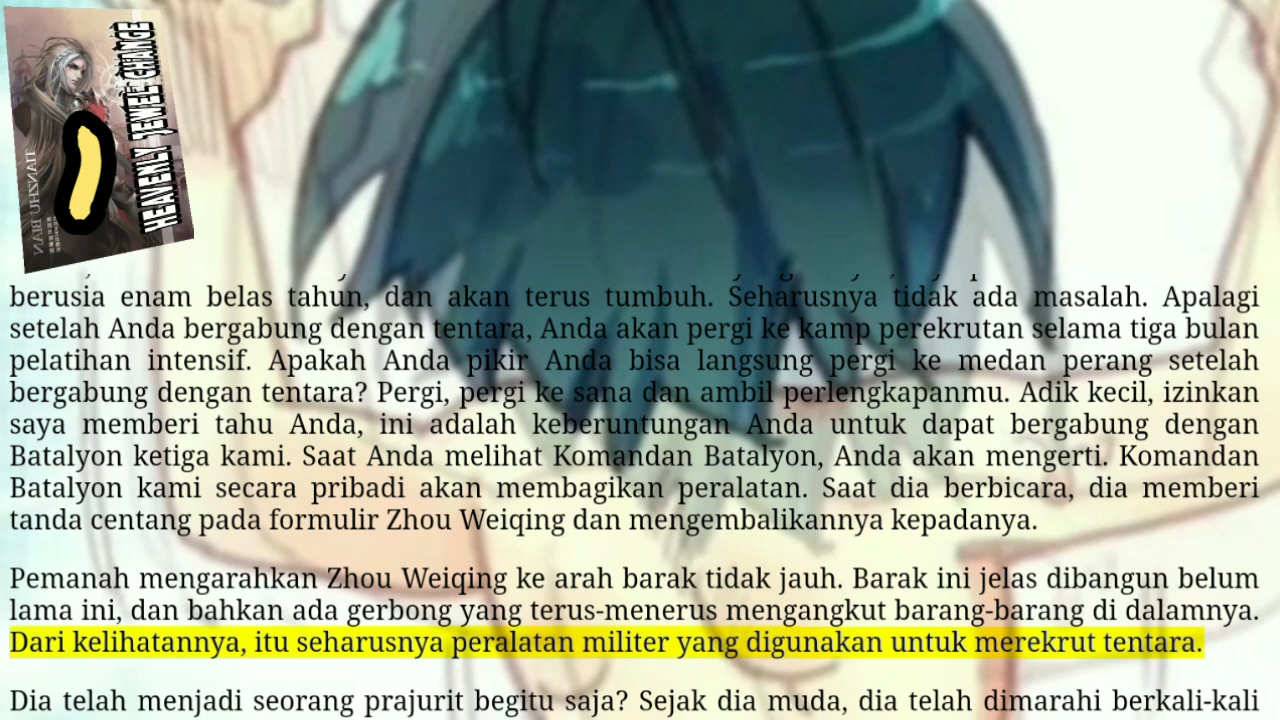 HEAVENLY JEWEL CHANGE
TIANZHU BIAN
berusia enam belas tahun, dan akan terus tumbuh. Seharusnya tidak ada masalah. Apalagi
setelah Anda bergabung dengan tentara, Anda akan pergi ke kamp perekrutan selama tiga bulan
pelatihan intensif. Apakah Anda pikir Anda bisa langsung pergi ke medan perang setelah
bergabung dengan tentara? Pergi, pergi ke sana dan ambil perlengkapanmu. Adik kecil, izinkan
saya memberi tahu Anda, ini adalah keberuntungan Anda untuk dapat bergabung dengan
Batalyon ketiga kami. Saat Anda melihat Komandan Batalyon, Anda akan mengerti. Komandan
Batalyon kami secara pribadi akan membagikan peralatan. Saat dia berbicara, dia memberi
tanda centang pada formulir Zhou Weiqing dan mengembalikannya kepadanya.
Pemanah mengarahkan Zhou Weiqing ke arah barak tidak jauh. Barak ini jelas dibangun belum
lama ini, dan bahkan ada gerbong yang terus-menerus mengangkut barang-barang di dalamnya.
Dari kelihatannya, itu seharusnya peralatan militer yang digunakan untuk merekrut tentara.
Dia telah menjadi seorang prajurit begitu saja? Sejak dia muda, dia telah dimarahi berkali-kali